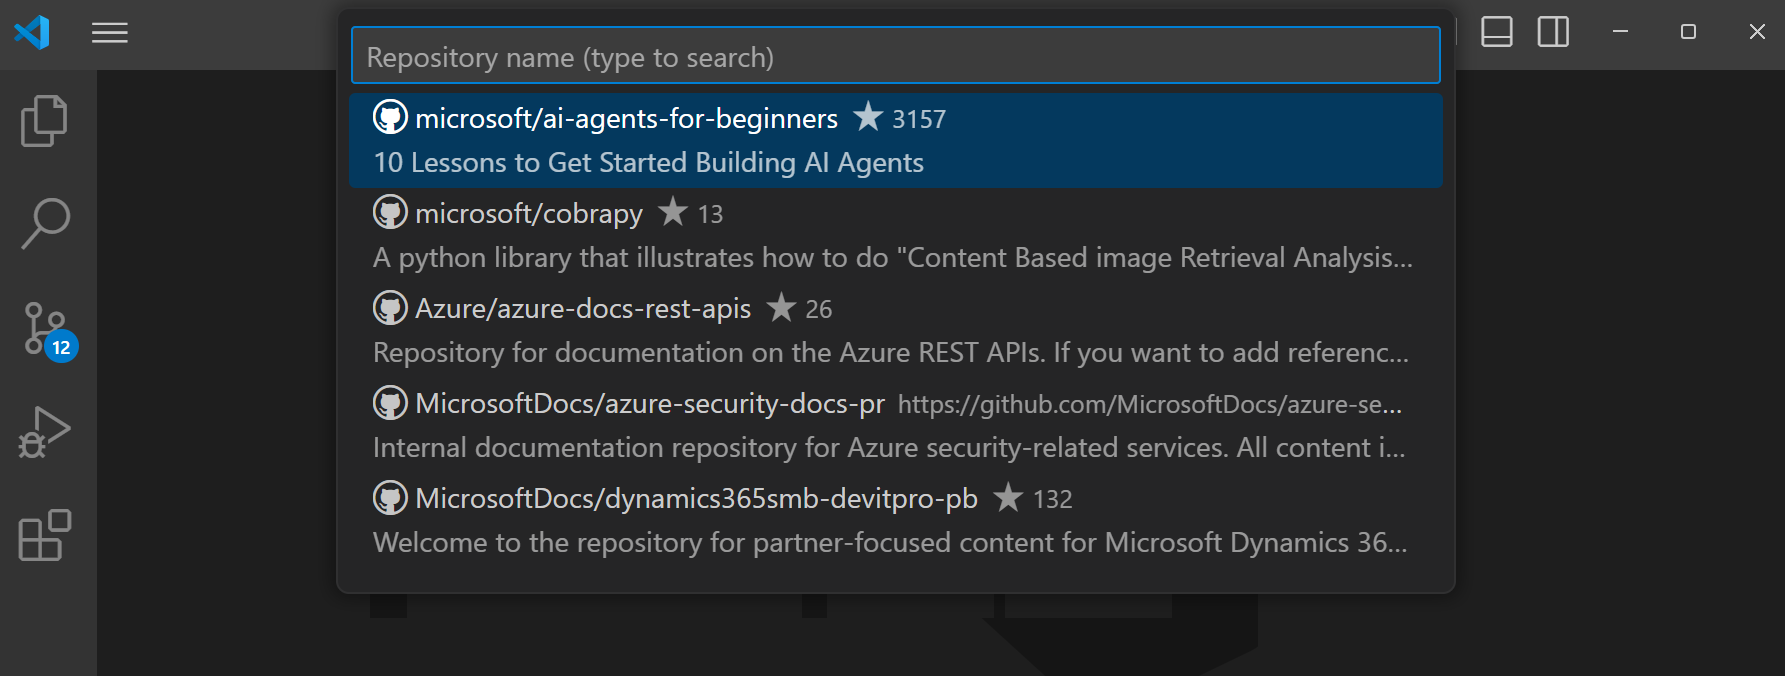 Repository name (type to search)
microsoft/ai-agents-for-beginners ★ 3157
10 Lessons to Get Started Building AI Agents
microsoft/cobrapy ★ 13
A python library that illustrates how to do "Content Based image Retrieval Analysis...
Azure/azure-docs-rest-apis ★ 26
Repository for documentation on the Azure REST APIs. If you want to add referenc...
MicrosoftDocs/azure-security-docs-pr https://github.com/MicrosoftDocs/azure-se...
Internal documentation repository for Azure security-related services. All content i...
MicrosoftDocs/dynamics365smb-devitpro-pb ★ 132
Welcome to the repository for partner-focused content for Microsoft Dynamics 36...
12